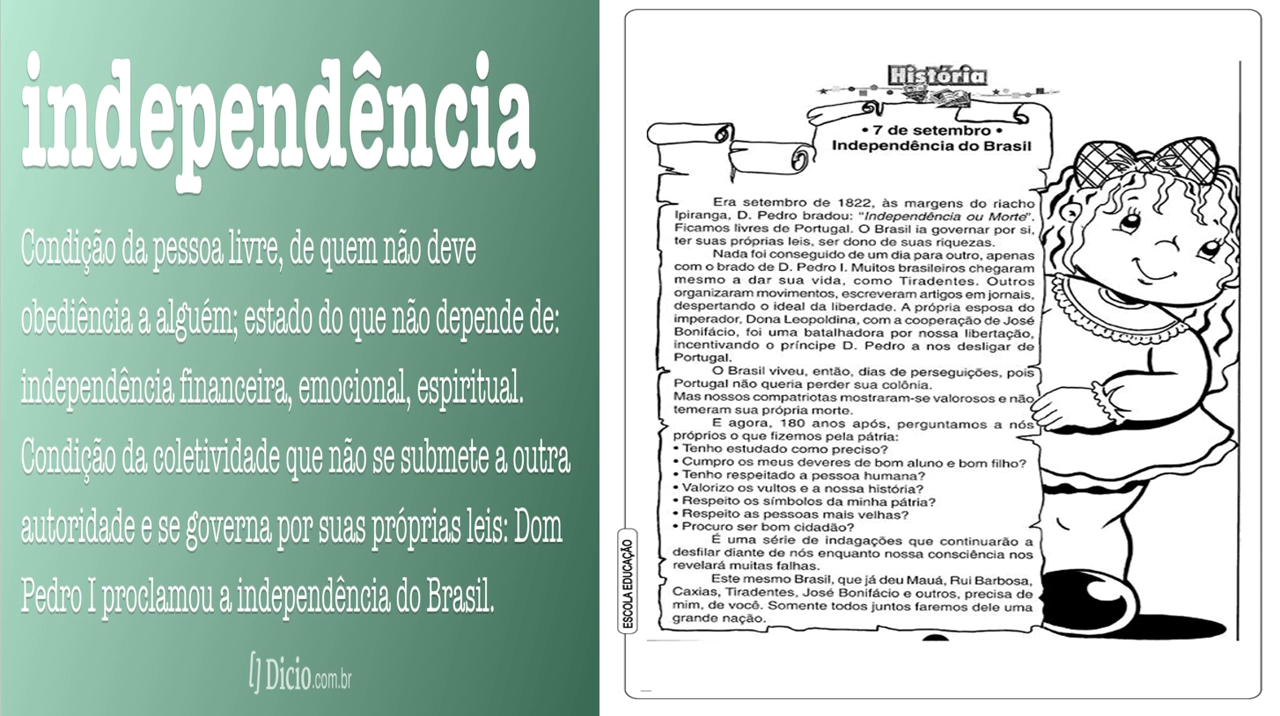 independência
Condição da pessoa livre, de quem não deve
obediência a alguém; estado do que não depende de:
independência financeira, emocional, espiritual.
Condição da coletividade que não se submete a outra
autoridade e se governa por suas próprias leis: Dom
Pedro I proclamou a independência do Brasil.
Dicio.com.br
História
• 7 de setembro •
Independência do Brasil
Era setembro de 1822, às margens do riacho
Ipiranga, D. Pedro bradou: “Independência ou Morte”.
Ficamos livres de Portugal. O Brasil ia governar por si,
ter suas próprias leis, ser dono de suas riquezas.
Nada foi conseguido de um dia para outro, apenas
com o brado de D. Pedro I. Muitos brasileiros chegaram
mesmo a dar sua vida, como Tiradentes. Outros
organizaram movimentos, escreveram artigos em jornais,
despertando o ideal da liberdade. A própria esposa do
imperador, Dona Leopoldina, com a cooperação de José
Bonifácio, foi uma batalhadora por nossa libertação,
incentivando o príncipe D. Pedro a nos desligar de
Portugal.
O Brasil viveu, então, dias de perseguições, pois
Portugal não queria perder sua colônia.
Mas nossos compatriotas mostraram-se valorosos e não
temeram sua própria morte.
E agora, 180 anos após, perguntamos a nós
próprios o que fizemos pela pátria:
• Tenho estudado como preciso?
• Cumpro os meus deveres de bom aluno e bom filho?
• Tenho respeitado a pessoa humana?
• Valorizo os vultos e a nossa história?
• Respeito os símbolos da minha pátria?
• Respeito as pessoas mais velhas?
• Procuro ser bom cidadão?
É uma série de indagações que continuarão a
desfilar diante de nós enquanto nossa consciência nos
revelará muitas falhas.
Este mesmo Brasil, que já deu Mauá, Rui Barbosa,
Caxias, Tiradentes, José Bonifácio e outros, precisa de
mim, de você. Somente todos juntos faremos dele uma
grande nação.
ESCOLA EDUCAÇÃO